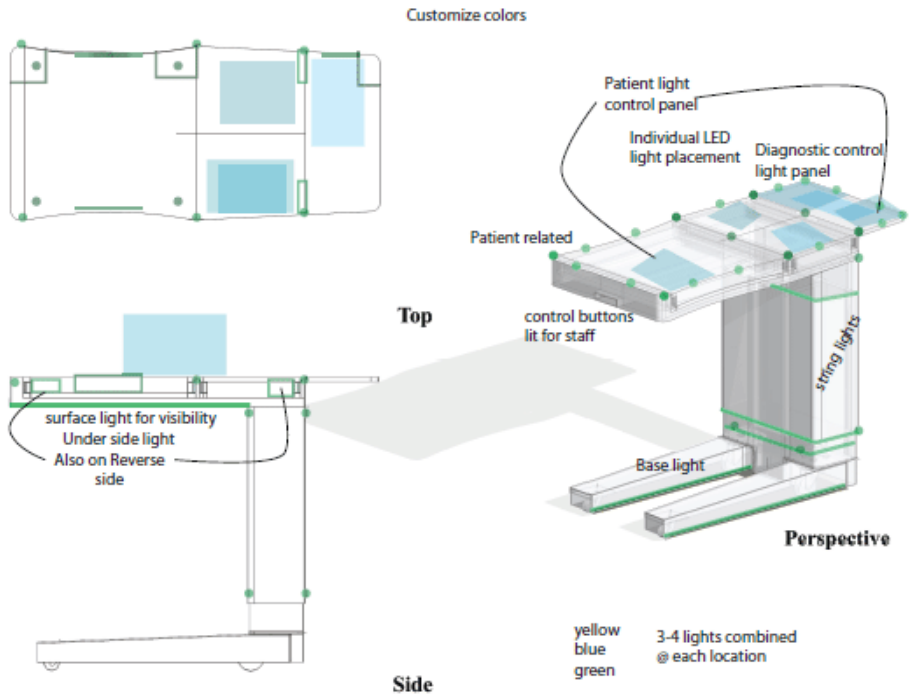 Customize colors
Patient light
control panel
Individual LED
light placement
Diagnostic control
light panel
Patient related
Top
control buttons
lit for staff
string lights
surface light for visibility
Under side light
Also on Reverse
side
Base light
Perspective
yellow
blue
green
3-4 lights combined
@ each location
Side